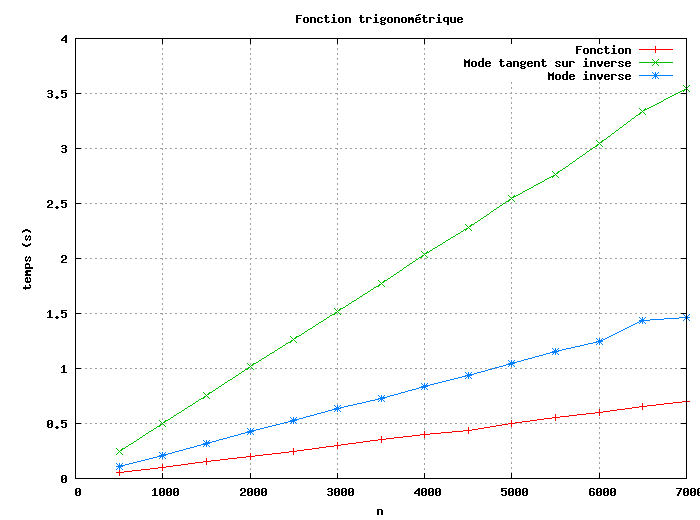 Fonction trigonométrique
Fonction
Mode tangent sur inverse
Mode inverse
4
3.5
3
2.5
2
1.5
1
0.5
0
temps (s)
0 1000 2000 3000 4000 5000 6000 7000
n